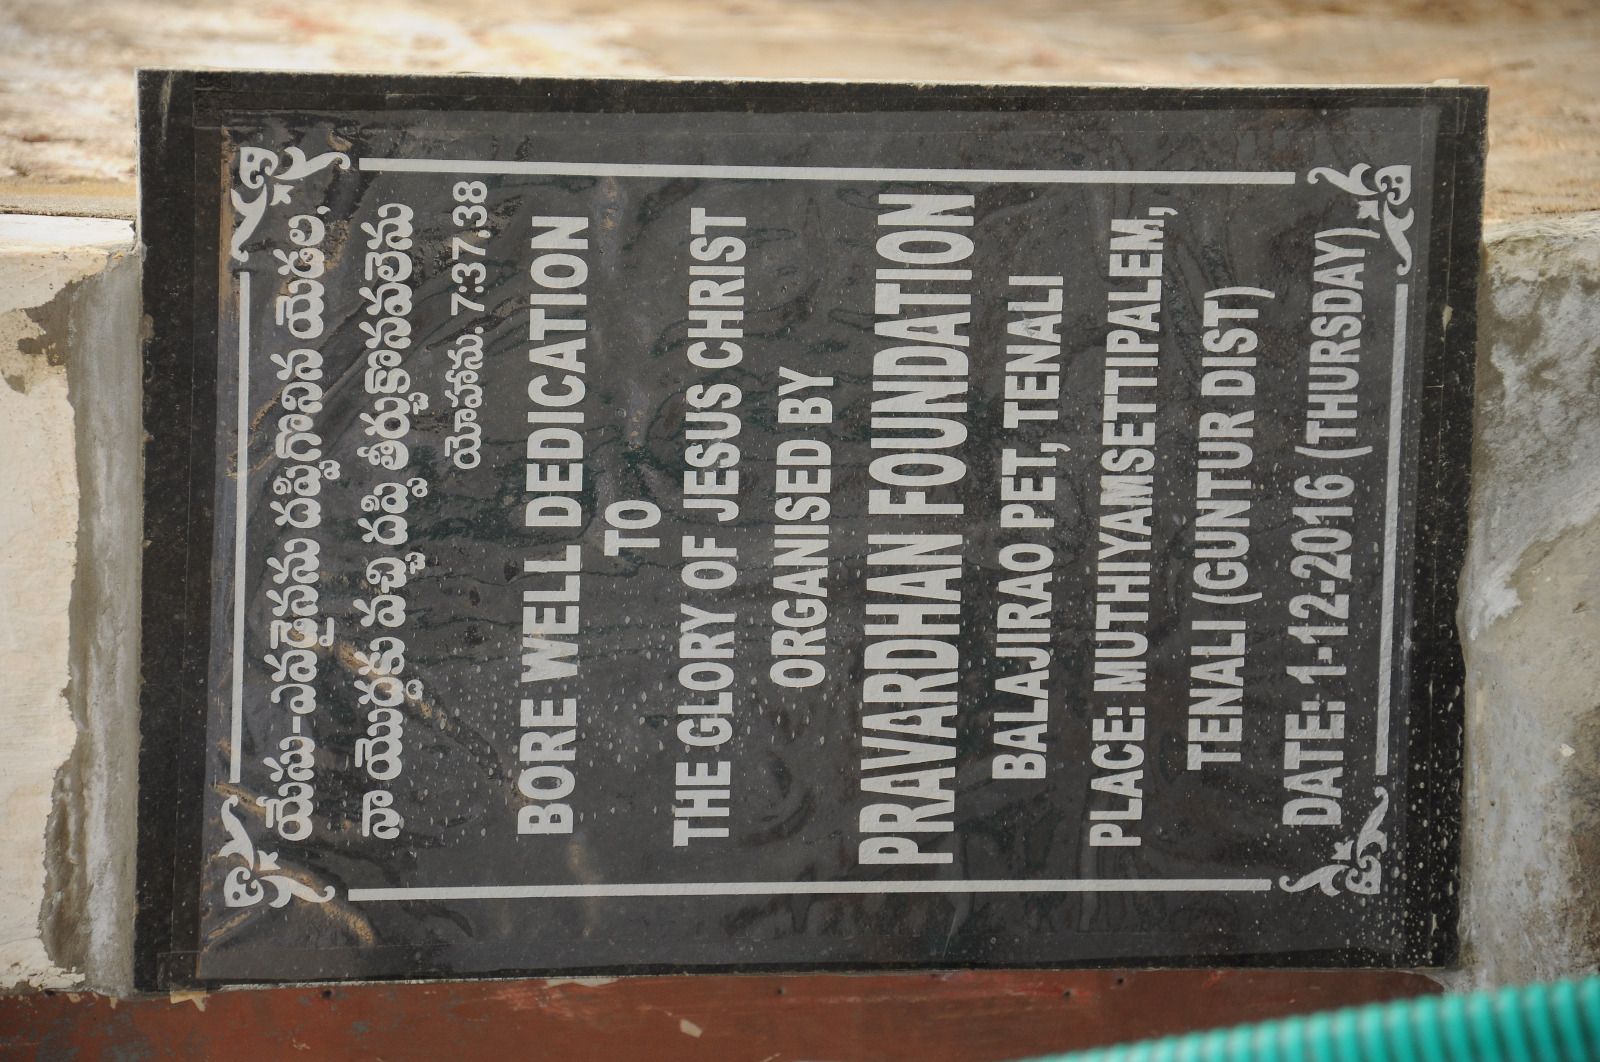 యేసు-ఎవడైనను దప్పిగొనిన యెడల,
నా యొద్దకు వచ్చి దప్పి తీర్చుకొనవలెను
యోహాను. 7:37.38
BORE WELL DEDICATION
TO
THE GLORY OF JESUS CHRIST
ORGANISED BY
PRAVARDHAN FOUNDATION
BALAJIRAO PET, TENALI
PLACE: MUTHIYAMSETTIPALEM,
TENALI (GUNTUR DIST)
DATE: 1-12-2016 (THURSDAY)